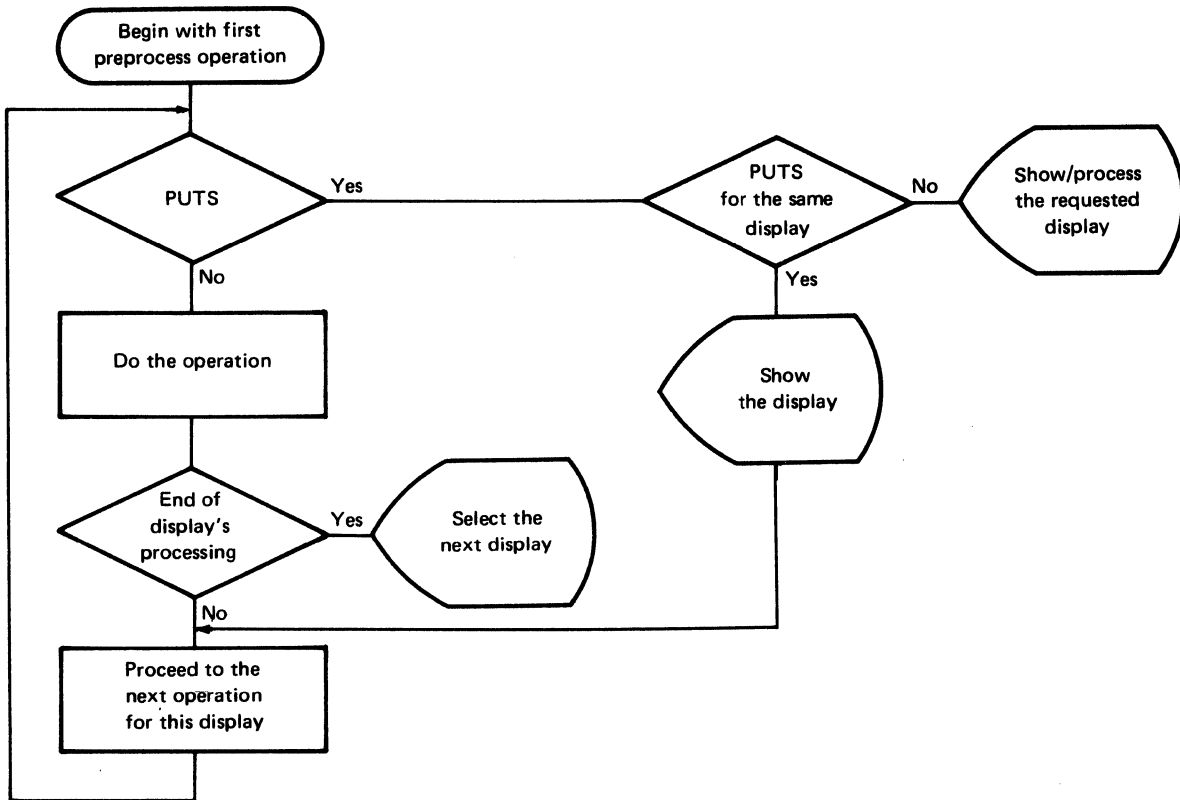 Begin with first
preprocess operation
PUTS
Yes
PUTS
for the same
display
No
Show/process
the requested
display
No
Yes
Do the operation
Show
the display
End of
display's
processing
Yes
Select the
next display
No
Proceed to the
next operation
for this display